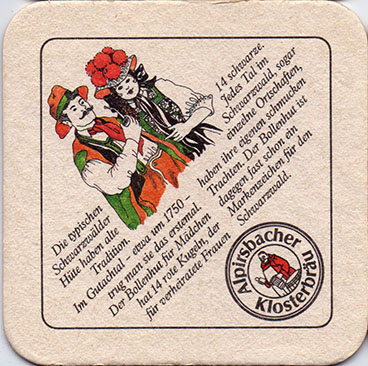 Die typischen
Schwarzwälder
Hüte haben alte
Tradition.
Im Gutachtal – etwa um 1750 –
trug man sie das erstemal.
Der Bollenhut für Mädchen
hat 14 rote Kugeln, der
für verheiratete Frauen
14 schwarze.
Jedes Tal im
Schwarzwald, sogar
einzelne Ortschaften,
haben ihre eigenen schmucken
Trachten. Der Bollenhut ist
dagegen fast schon ein
Markenzeichen für den
Schwarzwald.
Alpirsbacher
Klosterbräu